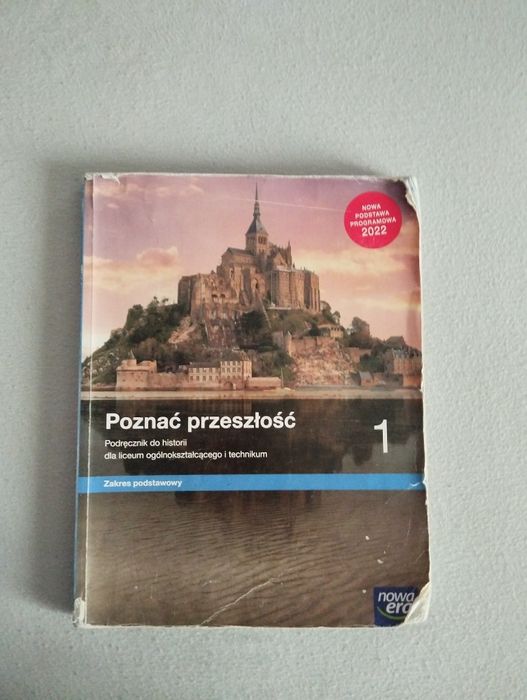 NOWA
PODSTAWA
PROGRAMOWA
2022
Poznać przeszłość
1
Podręcznik do historii
dla liceum ogólnokształcącego i technikum
Zakres podstawowy
nowa
era